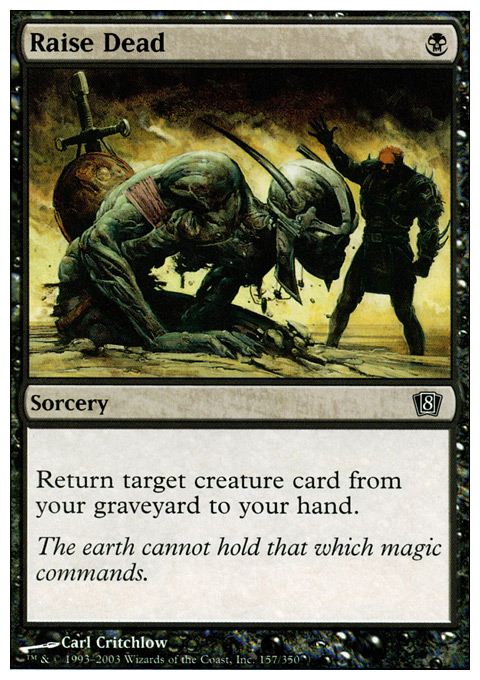 Raise Dead
Sorcery
8
Return target creature card from
your graveyard to your hand.
The earth cannot hold that which magic
commands.
Carl Critchlow
™ & © 1993–2003 Wizards of the Coast, Inc. 157/350